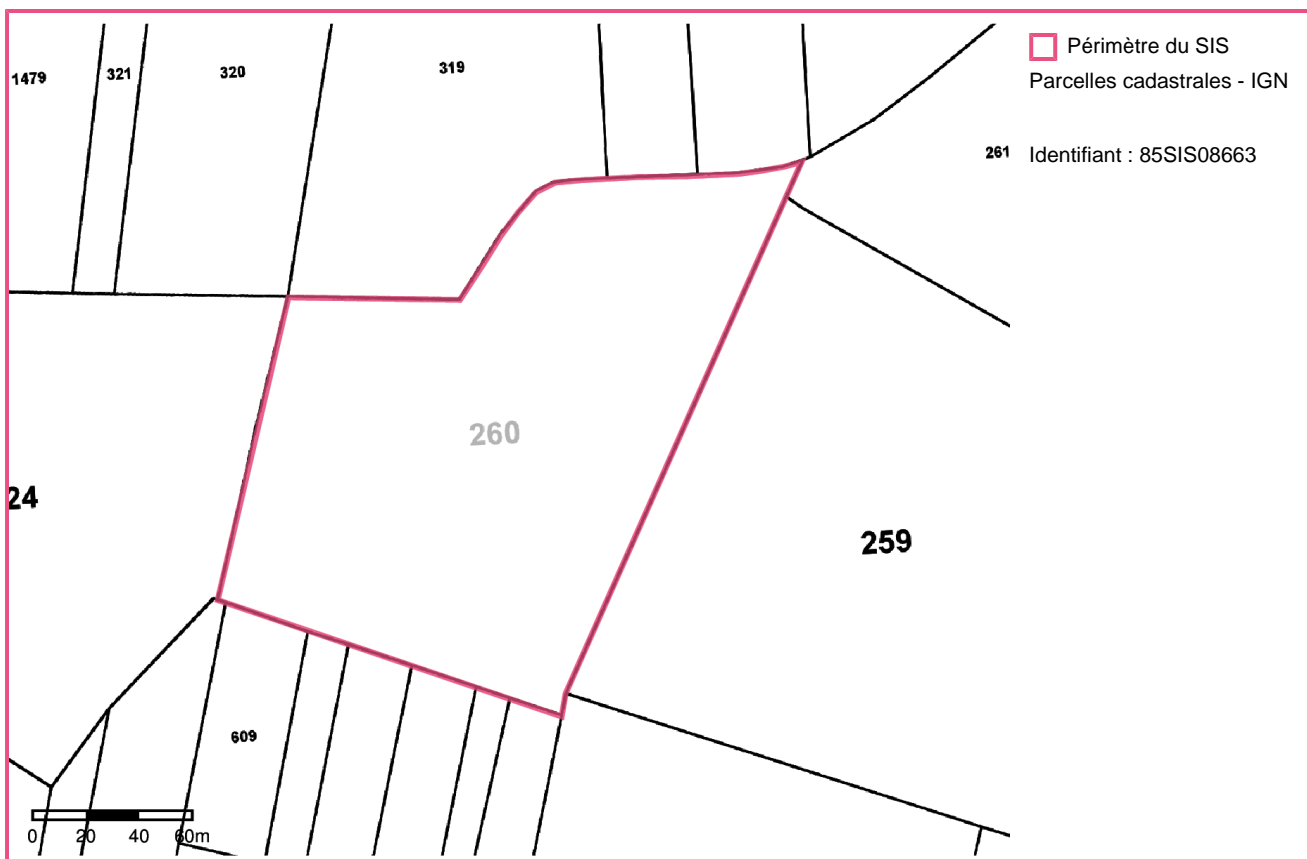 Périmètre du SIS
Parcelles cadastrales - IGN
Identifiant : 85SIS08663
1479
321
320
319
261
260
24
259
609
0 20 40 60m